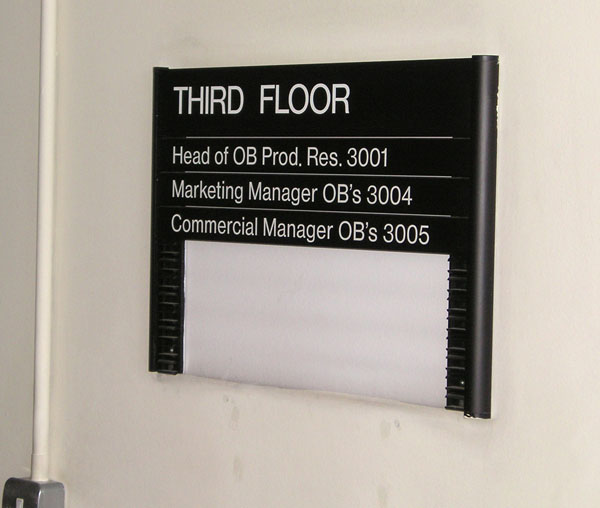 THIRD FLOOR
Head of OB Prod. Res. 3001
Marketing Manager OB's 3004
Commercial Manager OB's 3005